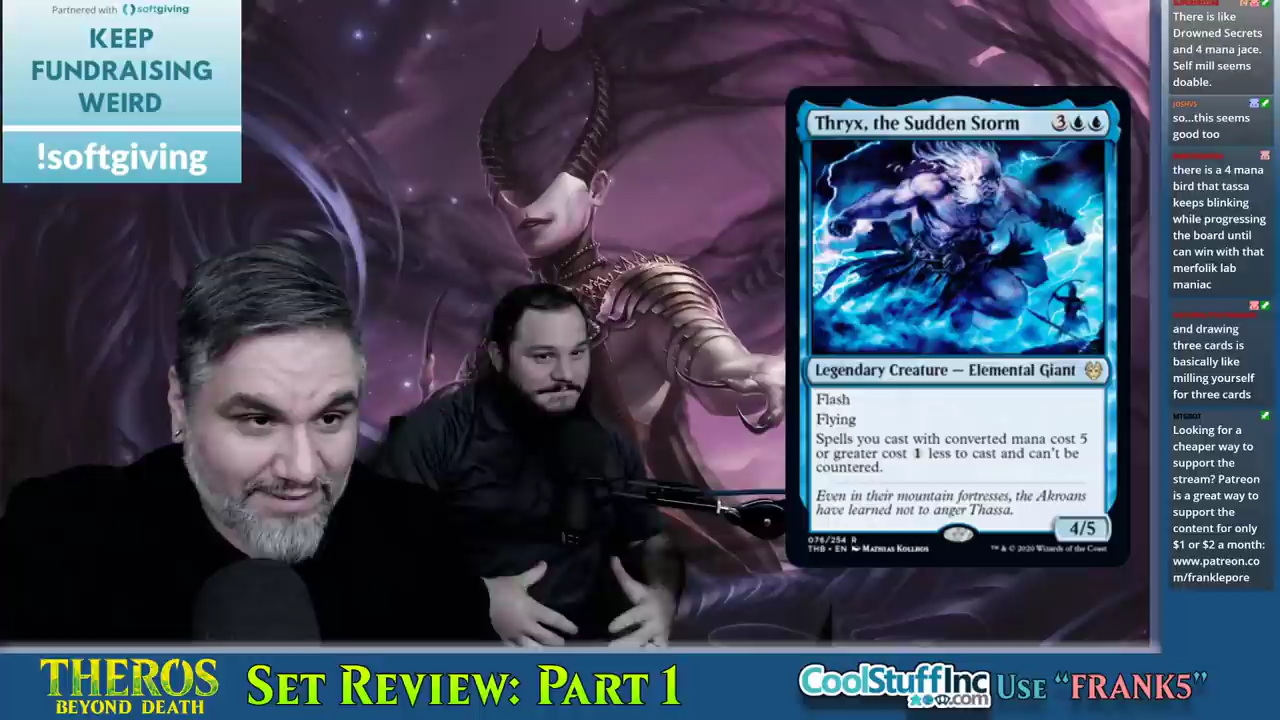 Partnered with softgiving
KEEP
FUNDRAISING
WEIRD
!softgiving
Thryx, the Sudden Storm 3
Legendary Creature — Elemental Giant
Flash
Flying
Spells you cast with converted mana cost 5
or greater cost 1 less to cast and can't be
countered.
Even in their mountain fortresses, the Akroans
have learned not to anger Thassa.
4/5
076/254 R
THB • EN Mathias Kollros
™ & © 2020 Wizards of the Coast
There is like
Drowned Secrets
and 4 mana jace.
Self mill seems
doable.
so...this seems
good too
there is a 4 mana
bird that tassa
keeps blinking
while progressing
the board until
can win with that
merfolik lab
maniac
and drawing
three cards is
basically like
milling yourself
for three cards
Looking for a
cheaper way to
support the
stream? Patreon
is a great way to
support the
content for only
$1 or $2 a month:
www.patreon.co
m/franklepore
THEROS
BEYOND DEATH
Set Review: Part 1
CoolStuffInc
.com
Use “FRANK5”